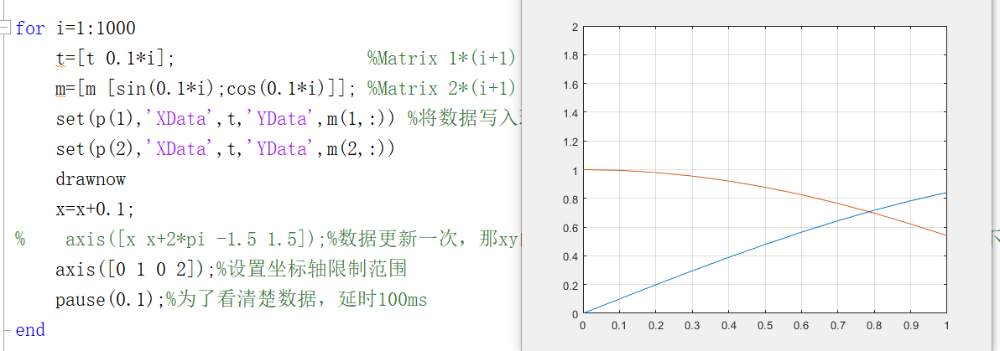 for i=1:1000
t=[t 0.1*i]; %Matrix 1*(i+1)
m=[m [sin(0.1*i);cos(0.1*i)]]; %Matrix 2*(i+1)
set(p(1),'XData',t,'YData',m(1,:)) %将数据写入
set(p(2),'XData',t,'YData',m(2,:))
drawnow
x=x+0.1;
% axis([x x+2*pi -1.5 1.5]);%数据更新一次，那xy
axis([0 1 0 2]);%设置坐标轴限制范围
pause(0.1);%为了看清楚数据，延时100ms
end
2
1.8
1.6
1.4
1.2
1
0.8
0.6
0.4
0.2
0
0 0.1 0.2 0.3 0.4 0.5 0.6 0.7 0.8 0.9 1